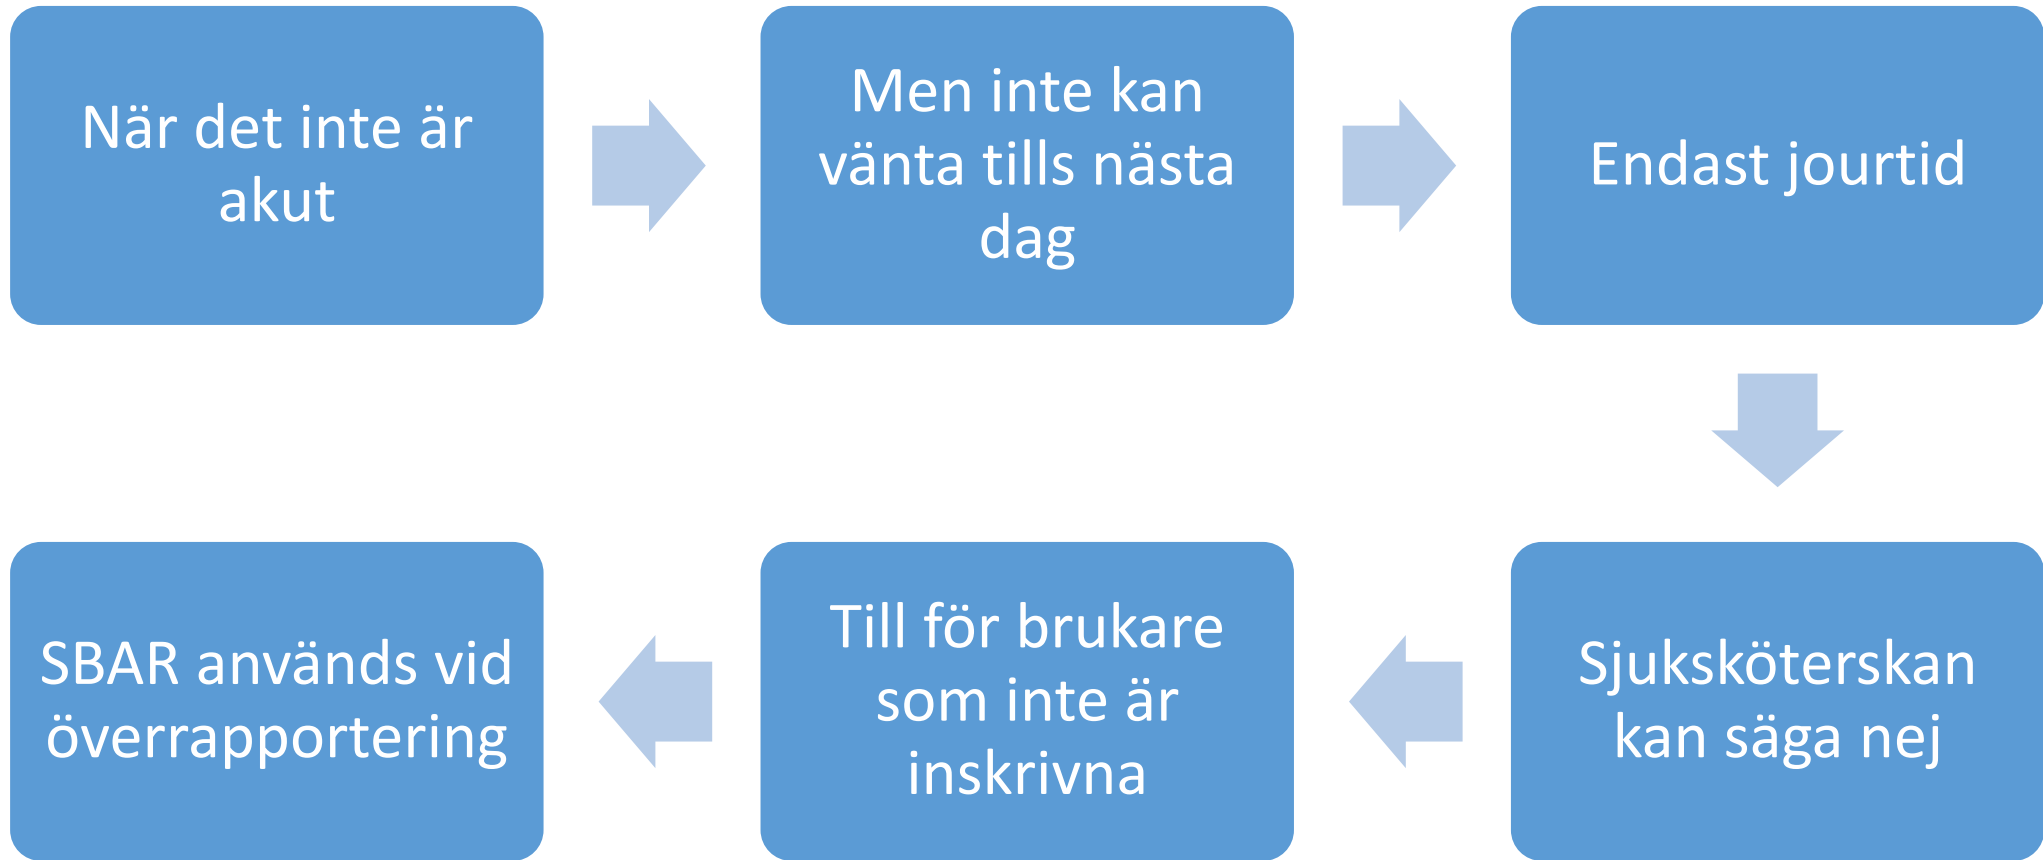 När det inte är
akut
Men inte kan
vänta tills nästa
dag
Endast jourtid
Sjuksköterskan
kan säga nej
Till för brukare
som inte är
inskrivna
SBAR används vid
överrapportering